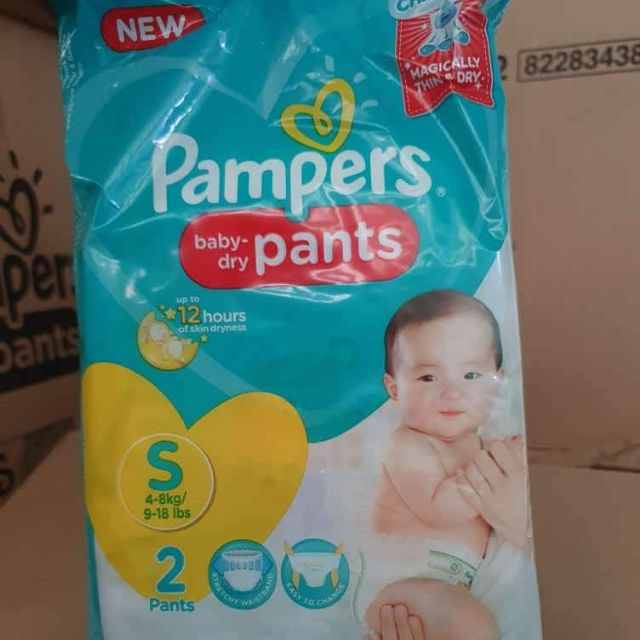 NEW
MAGICALLY
THIN & DRY
82283438
Pampers
baby-
dry
pants
up to
12 hours
of skin dryness
S
4-8kg/
9-18 lbs
2
Pants
STRETCHY WAISTBAND
EASY TO CHANGE
per
pants